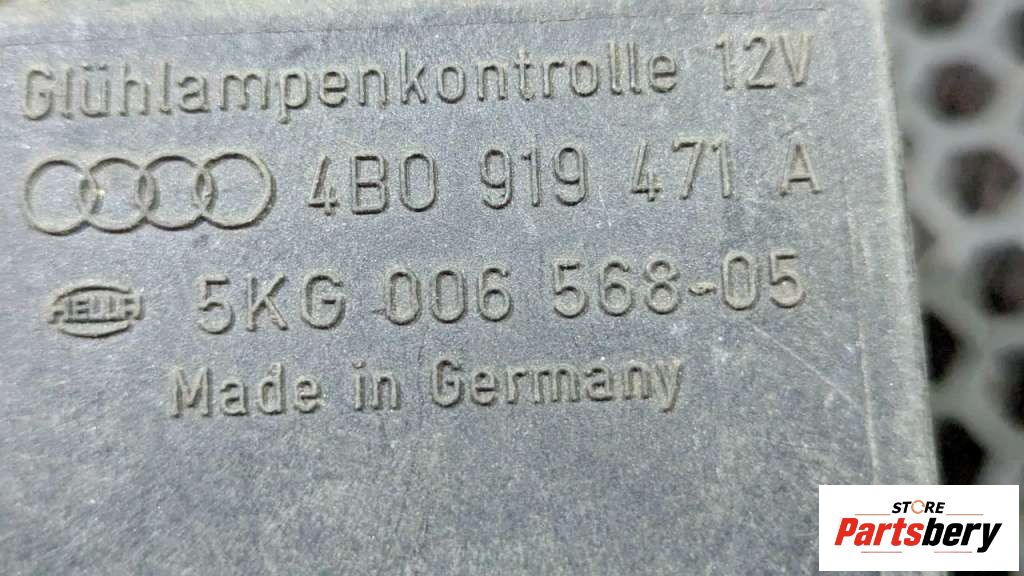 Glühlampenkontrolle 12V
4B0 919 471 A
HELLA 5KG 006 568-05
Made in Germany
STORE
Partsbery